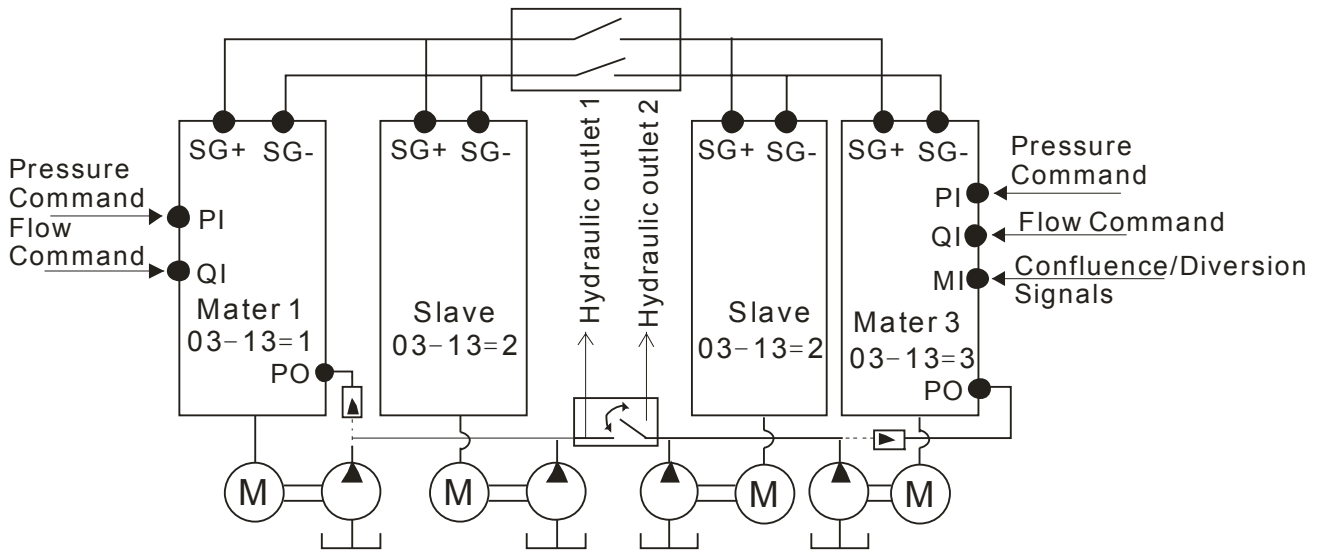 SG+ SG-
SG+ SG-
SG+ SG-
SG+ SG-
Hydraulic outlet 1
Hydraulic outlet 2
Pressure
Command
Flow
Command
PI
QI
Mater 1
03-13=1
PO
Slave
03-13=2
Slave
03-13=2
PI
QI
MI
Mater 3
03-13=3
PO
Pressure
Command
Flow Command
Confluence/Diversion
Signals
M
M
M
M